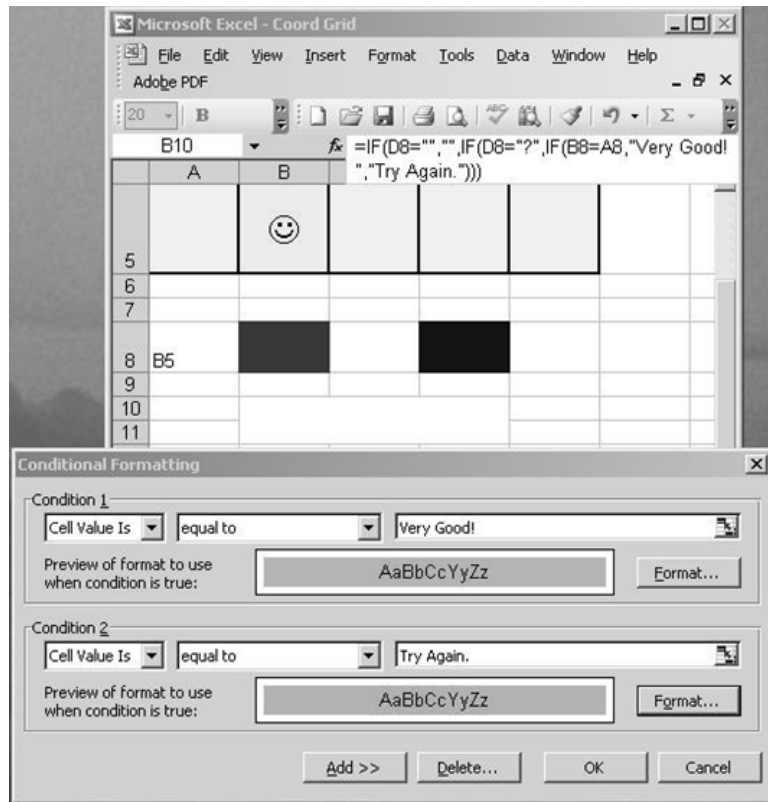 Microsoft Excel - Coord Grid
File Edit View Insert Format Tools Data Window Help
Adobe PDF
20 B Σ
B10 fx =IF(D8="","",IF(D8="?",IF(B8=A8,"Very Good!
","Try Again.")))
A B
5
6
7
8 B5
9
10
11
Conditional Formatting
Condition 1
Cell Value Is equal to Very Good!
Preview of format to use
when condition is true:
AaBbCcYyZz Format...
Condition 2
Cell Value Is equal to Try Again.
Preview of format to use
when condition is true:
AaBbCcYyZz Format...
Add >> Delete... OK Cancel